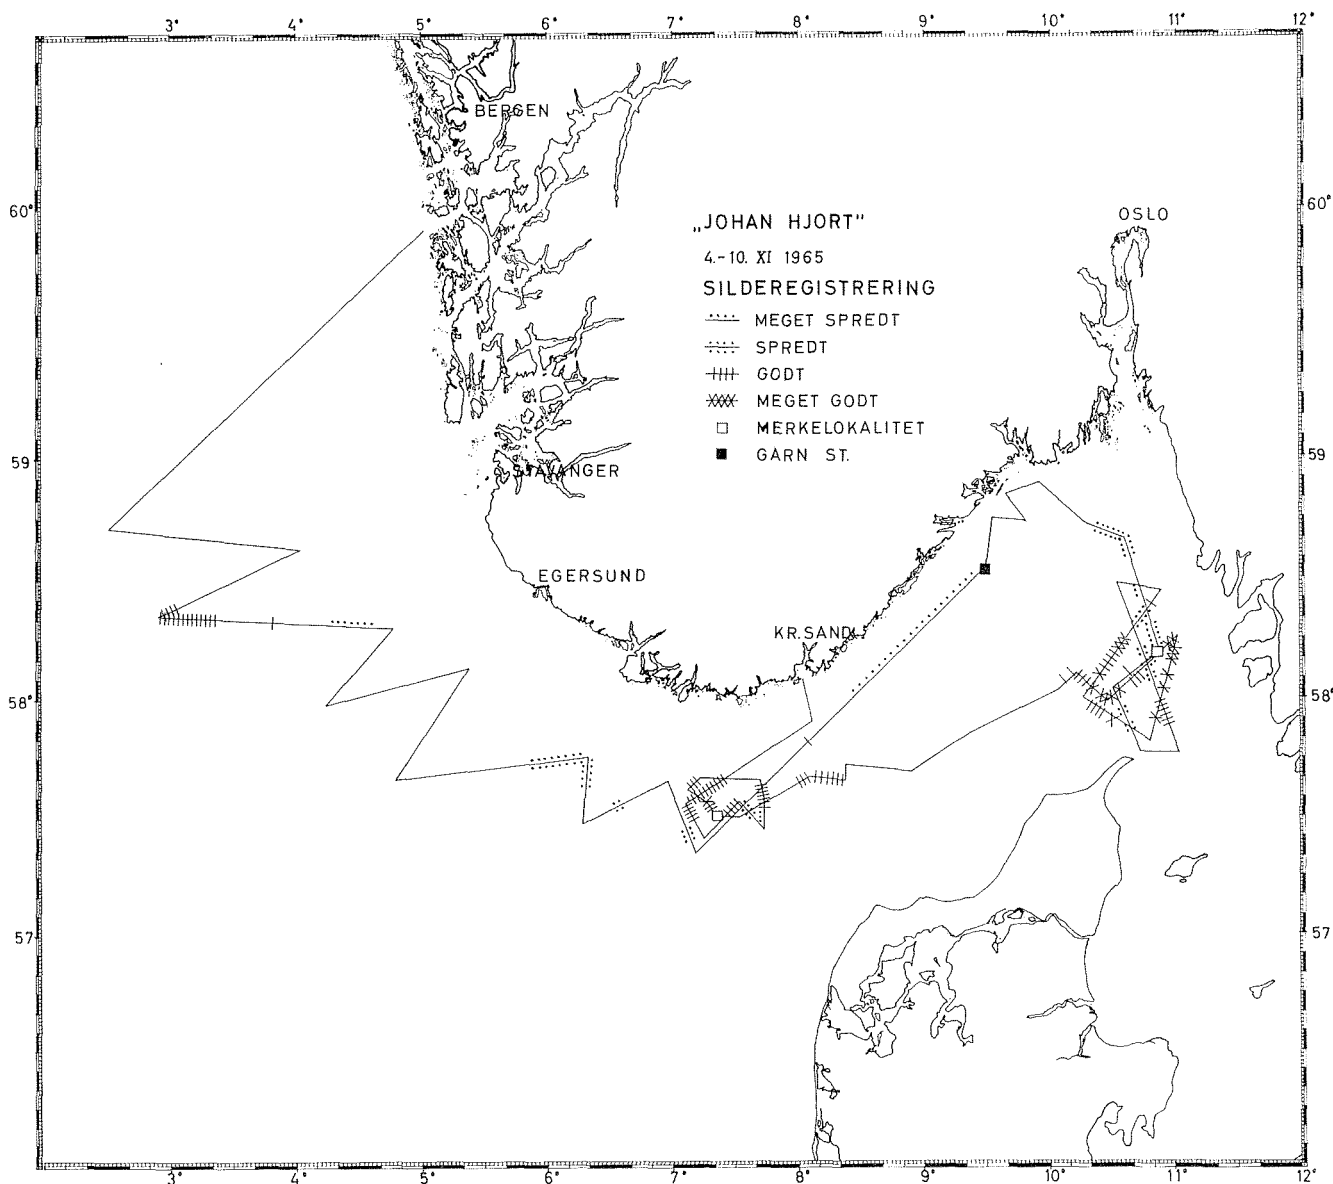 3° 4° 5° 6° 7° 8° 9° 10° 11° 12°
BERGEN
60° 60°
OSLO
„JOHAN HJORT"
4.-10. XI 1965
SILDEREGISTRERING
MEGET SPREDT
SPREDT
GODT
MEGET GODT
MERKELOKALITET
GARN ST.
59 59
STAVANGER
EGERSUND
KR.SAND
58° 58°
57 57
3° 4° 5° 6° 7° 8° 9° 10° 11° 12°